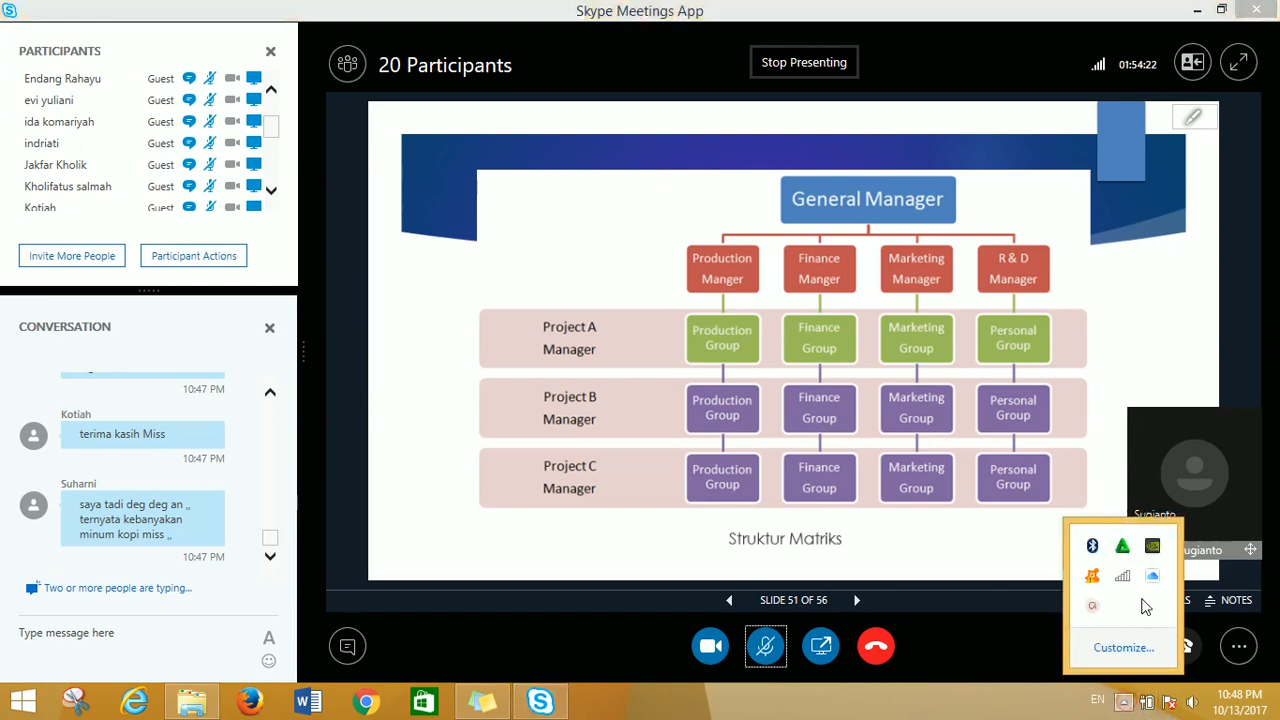 Skype Meetings App
PARTICIPANTS
Endang Rahayu Guest
evi yuliani Guest
ida komariyah Guest
indriati Guest
Jakfar Kholik Guest
Kholifatus salmah Guest
Kotiah Guest
Invite More People
Participant Actions
CONVERSATION
10:47 PM
Kotiah
terima kasih Miss
10:47 PM
Suharni
saya tadi deg deg an ,,
ternyata kebanyakan
minum kopi miss ,,
10:47 PM
Two or more people are typing...
Type message here
A
20 Participants
Stop Presenting
01:54:22
General Manager
Production
Manger
Finance
Manger
Marketing
Manager
R & D
Manager
Project A
Manager
Production
Group
Finance
Group
Marketing
Group
Personal
Group
Project B
Manager
Production
Group
Finance
Group
Marketing
Group
Personal
Group
Project C
Manager
Production
Group
Finance
Group
Marketing
Group
Personal
Group
Struktur Matriks
Sugianto
ugianto
SLIDE 51 OF 56
NOTES
Customize...
EN
10:48 PM
10/13/2017